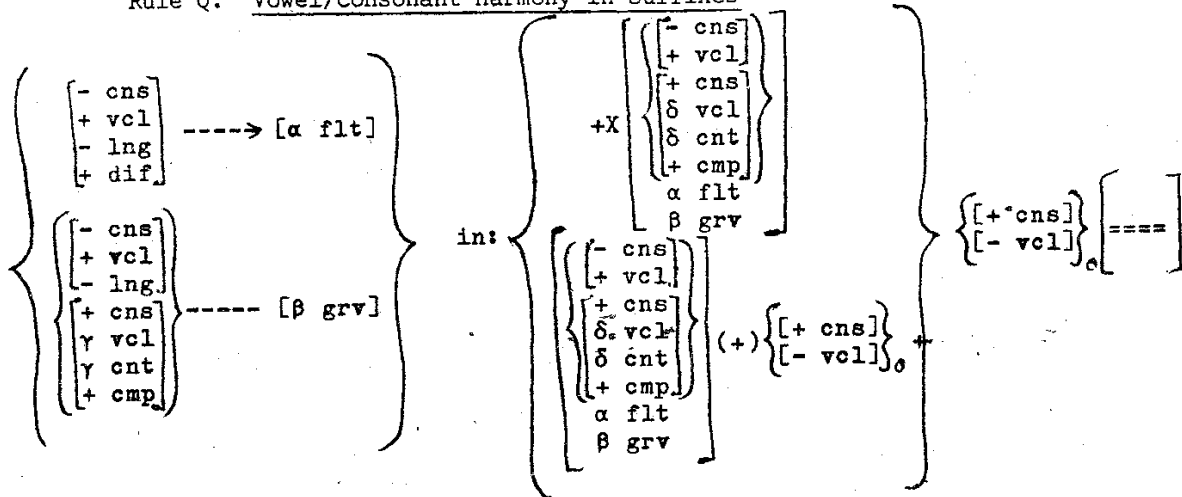 Rule Q. Vowel/Consonant Harmony in Suffixes
[- cns]
[+ vcl]
[- lng]
[+ dif] ----> [α flt]
[- cns]
[+ vcl]
[- lng]
[+ cns]
[γ vcl]
[γ cnt]
[+ cmp] ----- [β grv]
in:
+X
[- cns]
[+ vcl]
[+ cns]
[δ vcl]
[δ cnt]
[+ cmp]
α flt
β grv
[- cns]
[+ vcl]
[+ cns]
[δ vcl]
[δ cnt]
[+ cmp]
α flt
β grv
(+) {[+ cns]
[- vcl]}₀ +
{[+ cns]
[- vcl]}₀ [====]